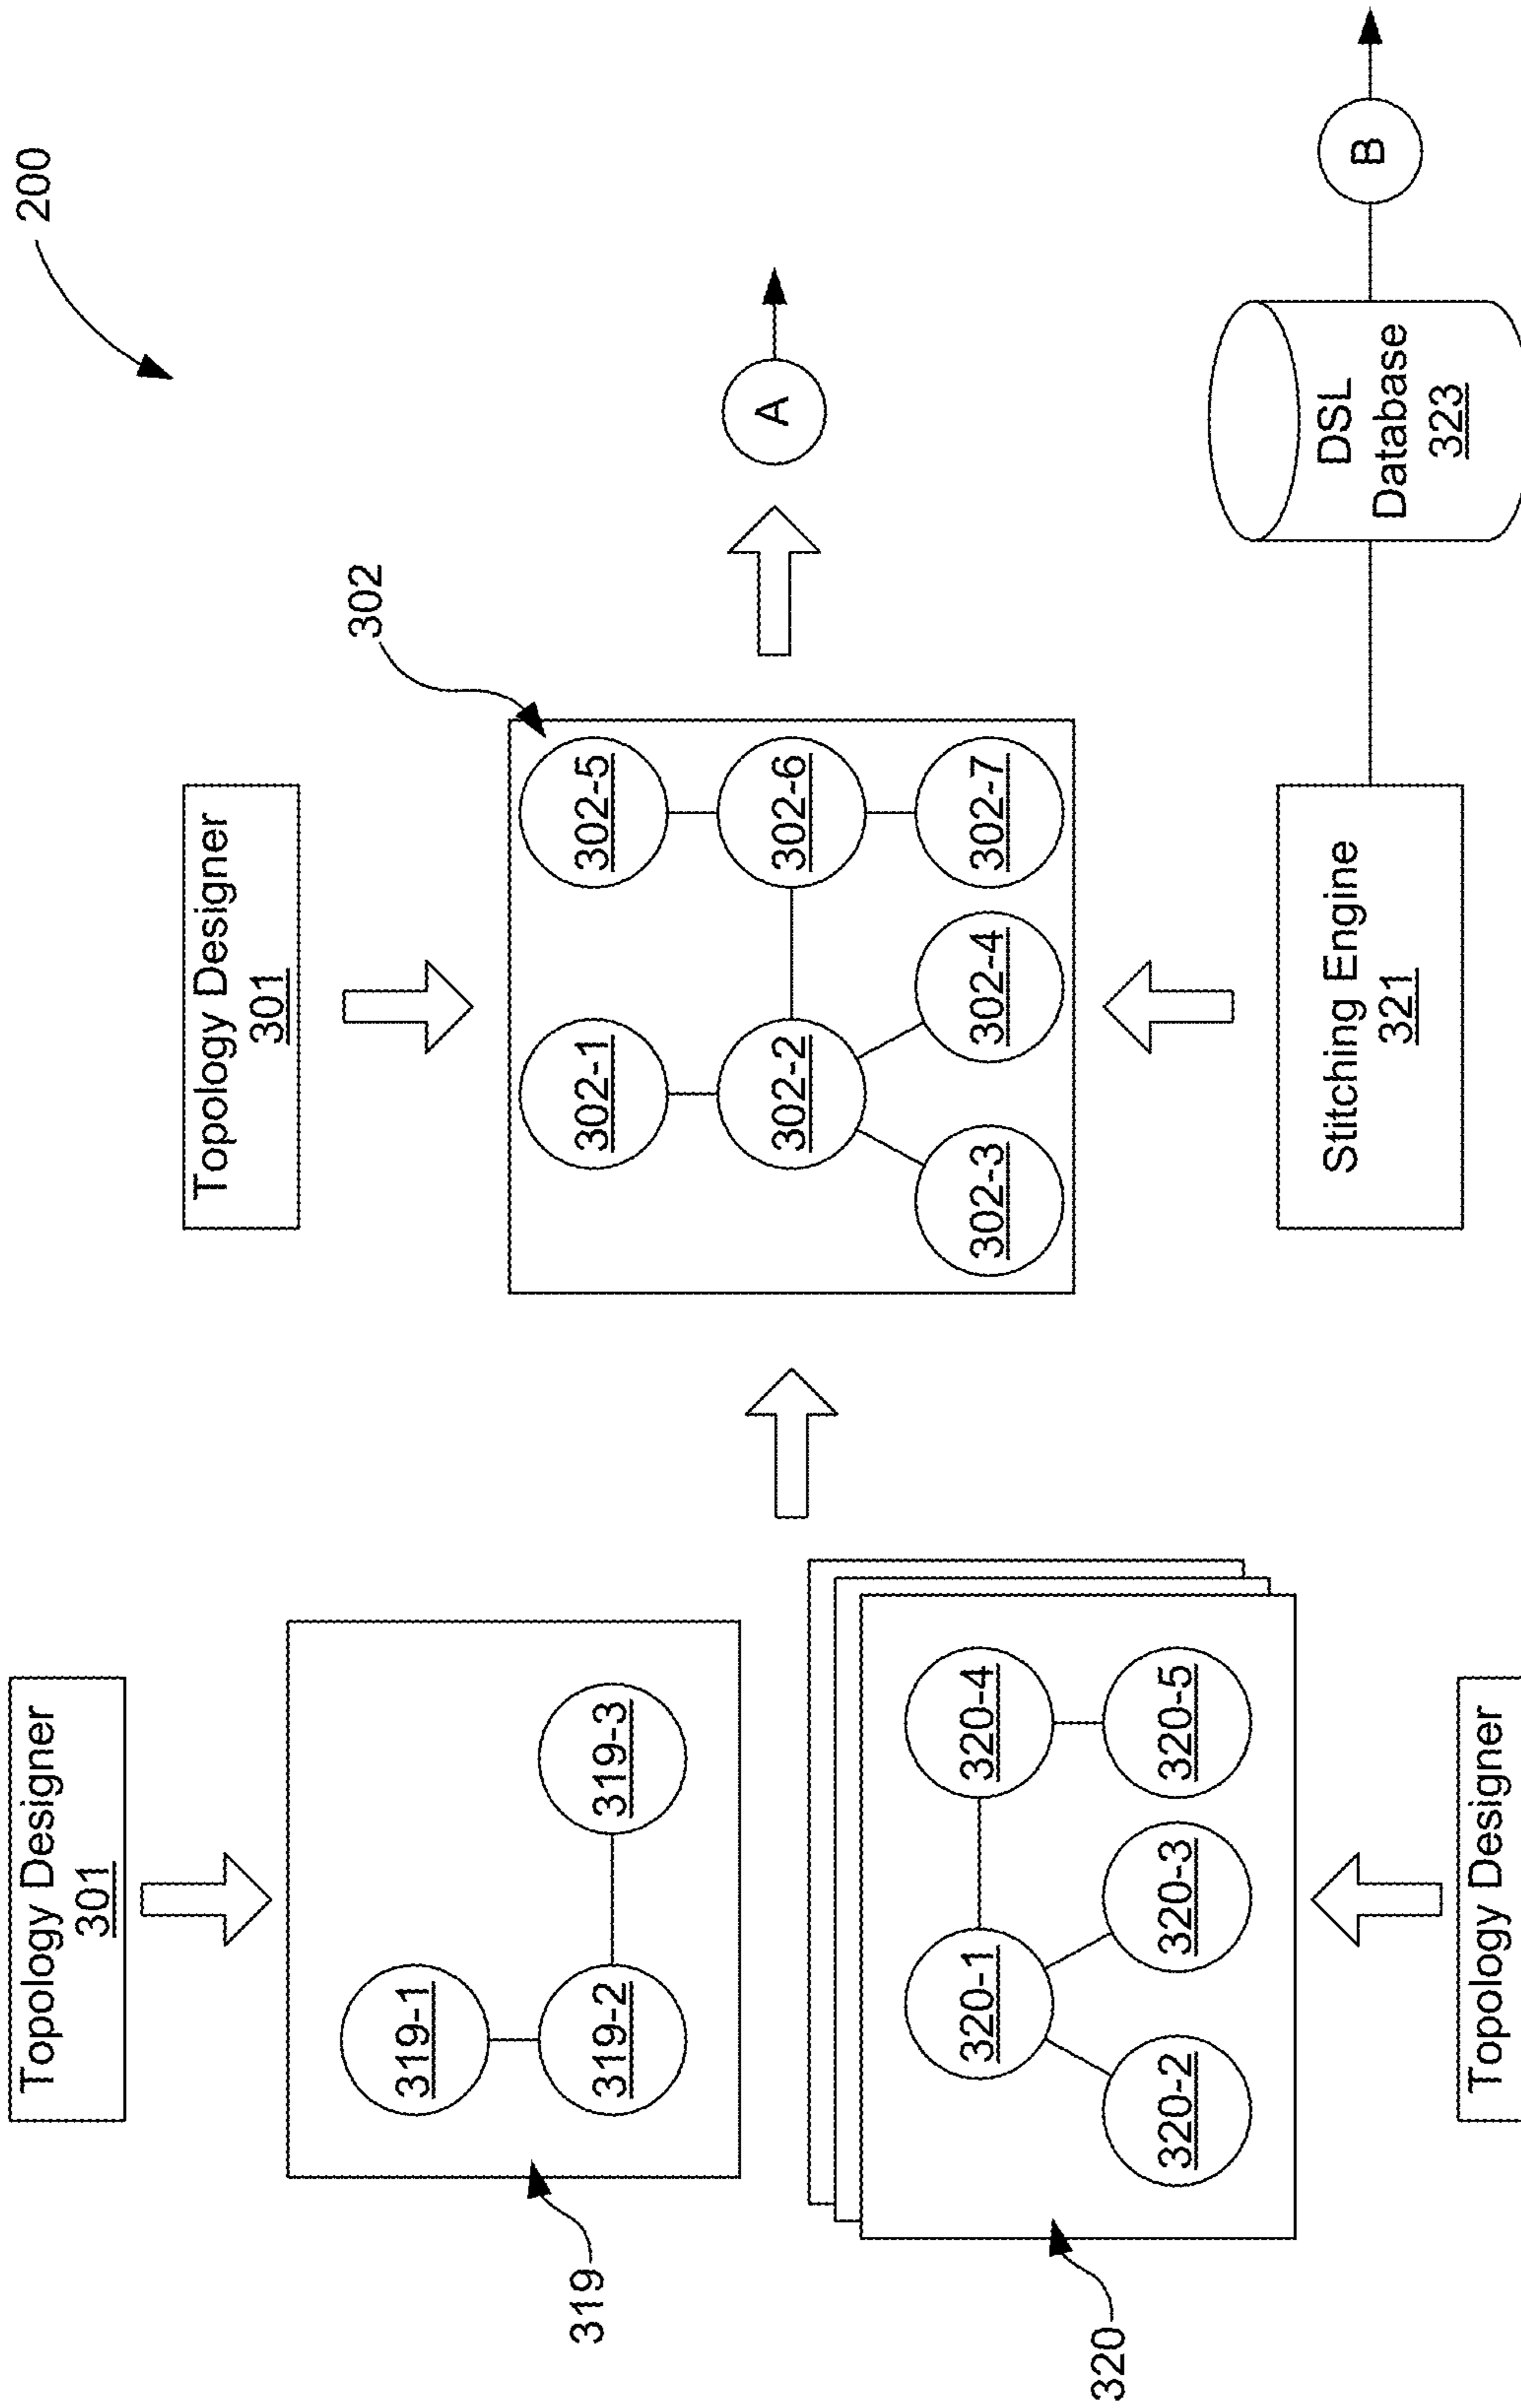 200
Topology Designer
301
319-1
319-2
319-3
319
320-1
320-2
320-3
320-4
320-5
320
Topology Designer
Topology Designer
301
302
302-1
302-2
302-3
302-4
302-5
302-6
302-7
Stitching Engine
321
A
DSL
Database
323
B